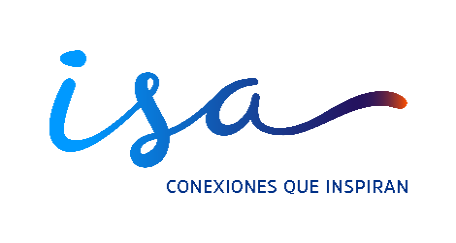 isa
CONEXIONES QUE INSPIRAN